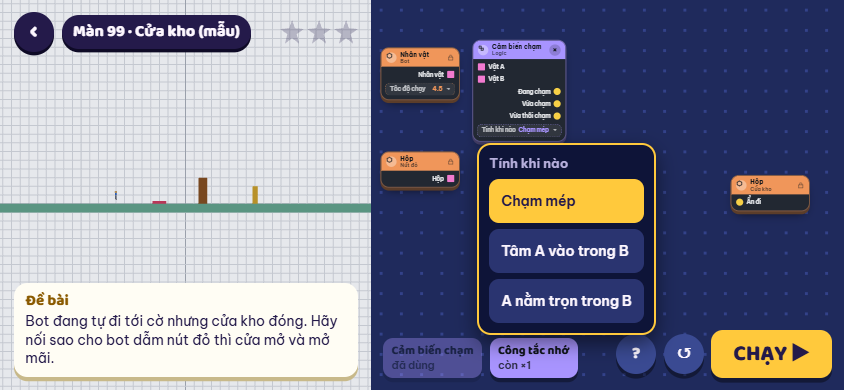 Màn 99 · Cửa kho (mẫu)
Đề bài
Bot đang tự đi tới cờ nhưng cửa kho đóng. Hãy
nối sao cho bot dẫm nút đỏ thì cửa mở và mở
mãi.
Nhân vật
Bot
Nhân vật
Tốc độ chạy 4.5
Cảm biến chạm
Logic
Vật A
Vật B
Đang chạm
Vừa chạm
Vừa thôi chạm
Tính khi nào Chạm mép
Hộp
Nút đỏ
Hộp
Tính khi nào
Chạm mép
Tâm A vào trong B
A nằm trọn trong B
Hộp
Cửa kho
Ẩn đi
Cảm biến chạm
đã dùng
Công tắc nhớ
còn ×1
?
CHẠY